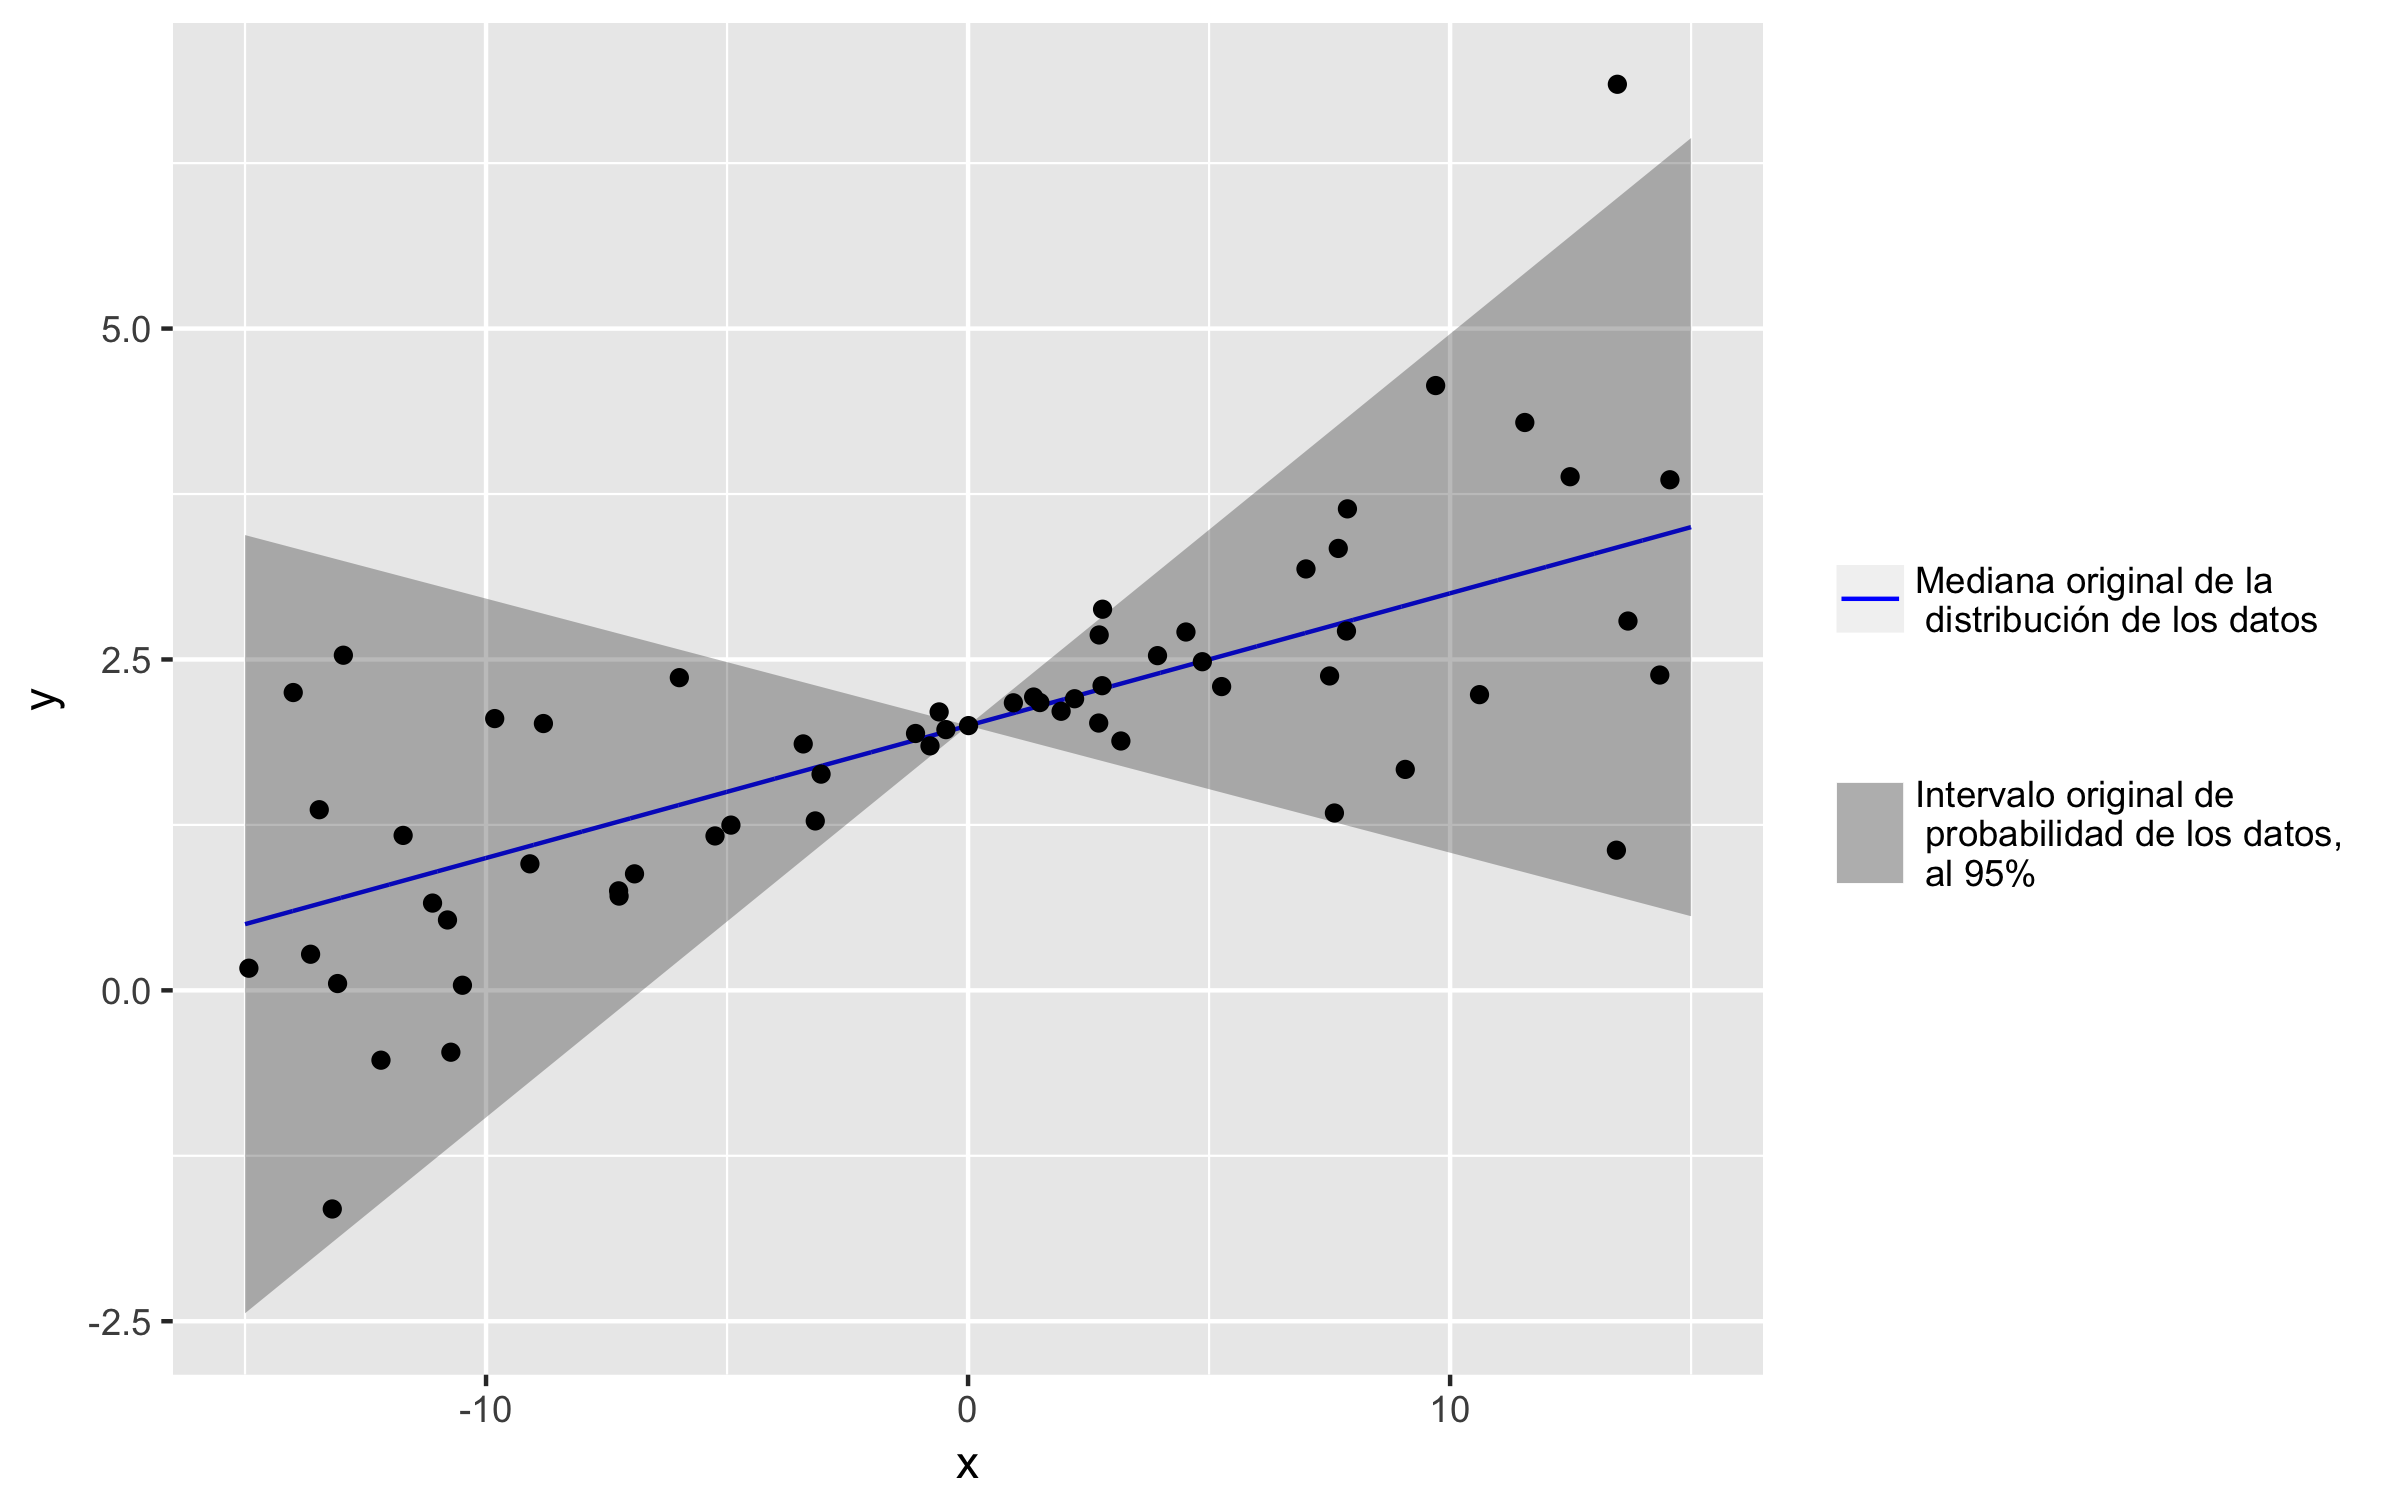 5.0
2.5
0.0
-2.5
y
-10
0
10
x
Mediana original de la
distribución de los datos
Intervalo original de
probabilidad de los datos,
al 95%